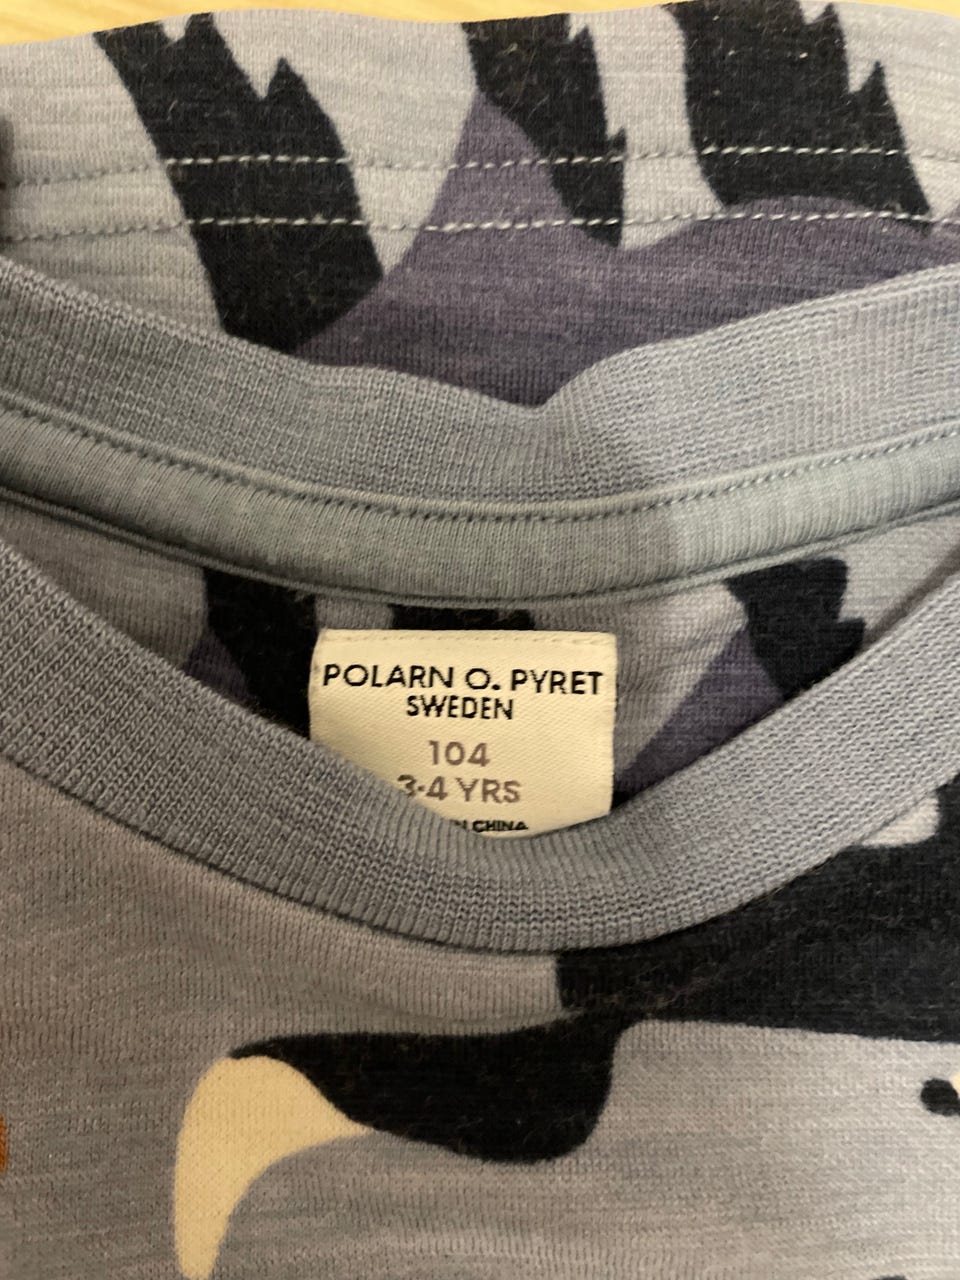 POLARN O. PYRET
SWEDEN
104
3-4 YRS
CHINA